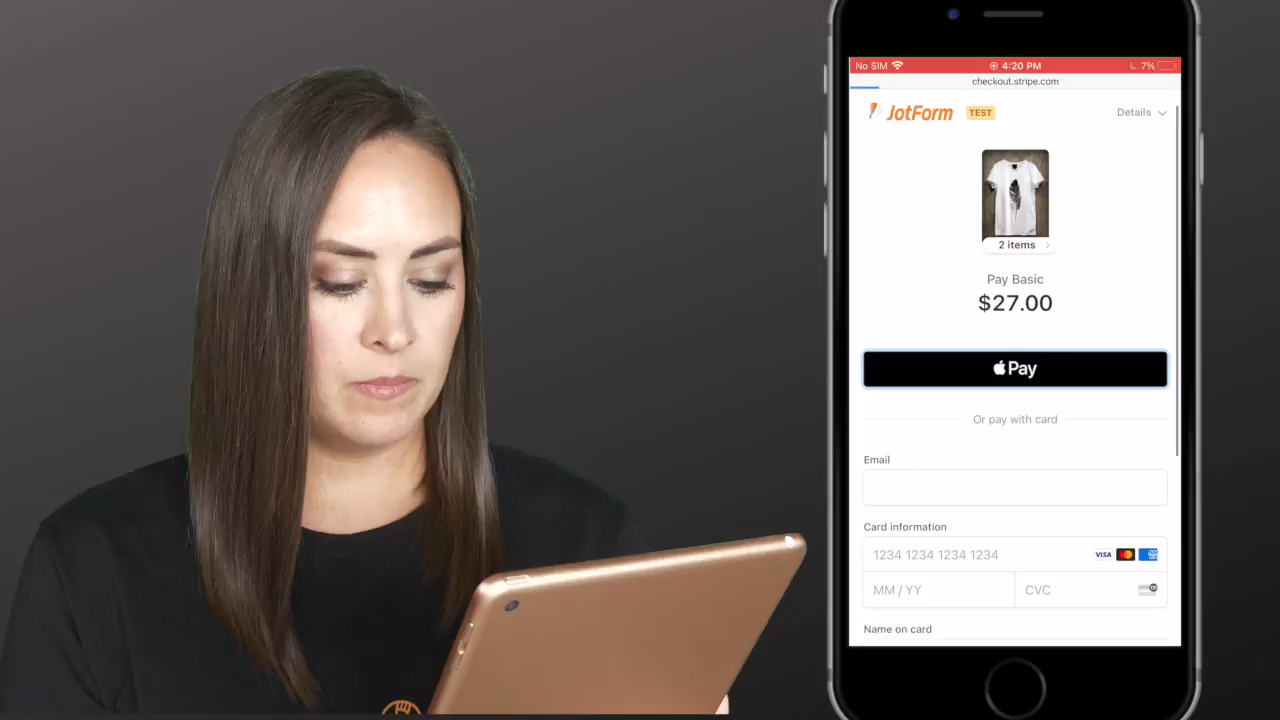 No SIM 4:20 PM 7%
checkout.stripe.com
JotForm TEST Details
2 items
Pay Basic
$27.00
Pay
Or pay with card
Email
Card information
1234 1234 1234 1234 VISA
MM / YY CVC
Name on card